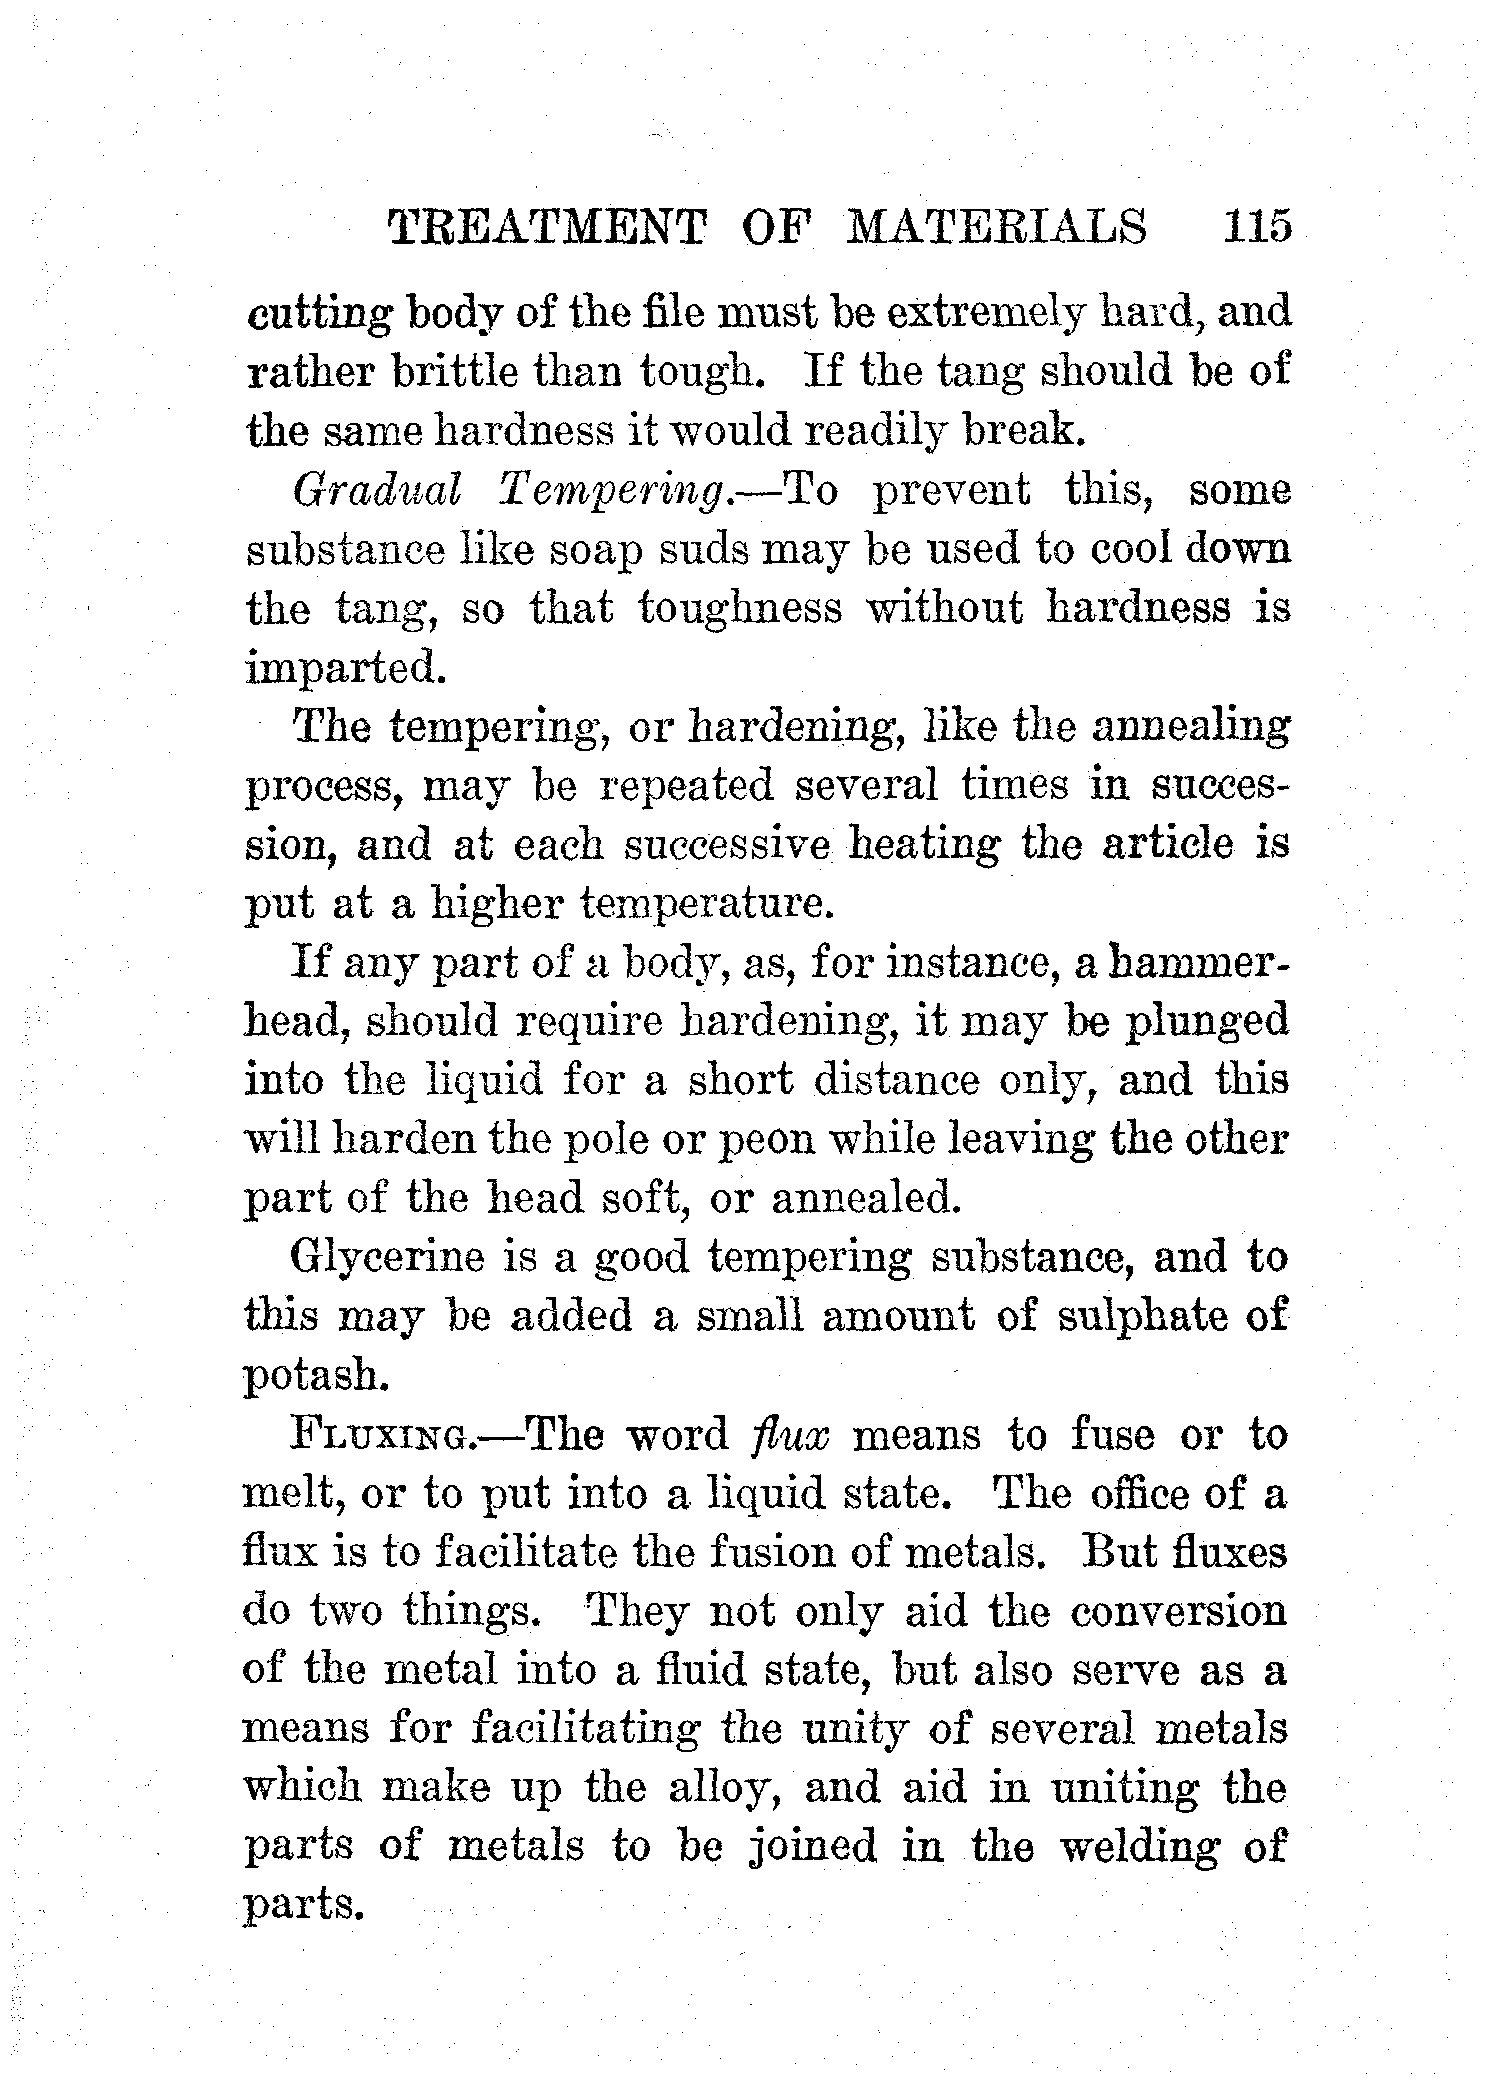 TREATMENT OF MATERIALS 115
cutting body of the file must be extremely hard, and
rather brittle than tough. If the tang should be of
the same hardness it would readily break.
Gradual Tempering.—To prevent this, some
substance like soap suds may be used to cool down
the tang, so that toughness without hardness is
imparted.
The tempering, or hardening, like the annealing
process, may be repeated several times in succes-
sion, and at each successive heating the article is
put at a higher temperature.
If any part of a body, as, for instance, a hammer-
head, should require hardening, it may be plunged
into the liquid for a short distance only, and this
will harden the pole or peon while leaving the other
part of the head soft, or annealed.
Glycerine is a good tempering substance, and to
this may be added a small amount of sulphate of
potash.
FLUXING.—The word flux means to fuse or to
melt, or to put into a liquid state. The office of a
flux is to facilitate the fusion of metals. But fluxes
do two things. They not only aid the conversion
of the metal into a fluid state, but also serve as a
means for facilitating the unity of several metals
which make up the alloy, and aid in uniting the
parts of metals to be joined in the welding of
parts.